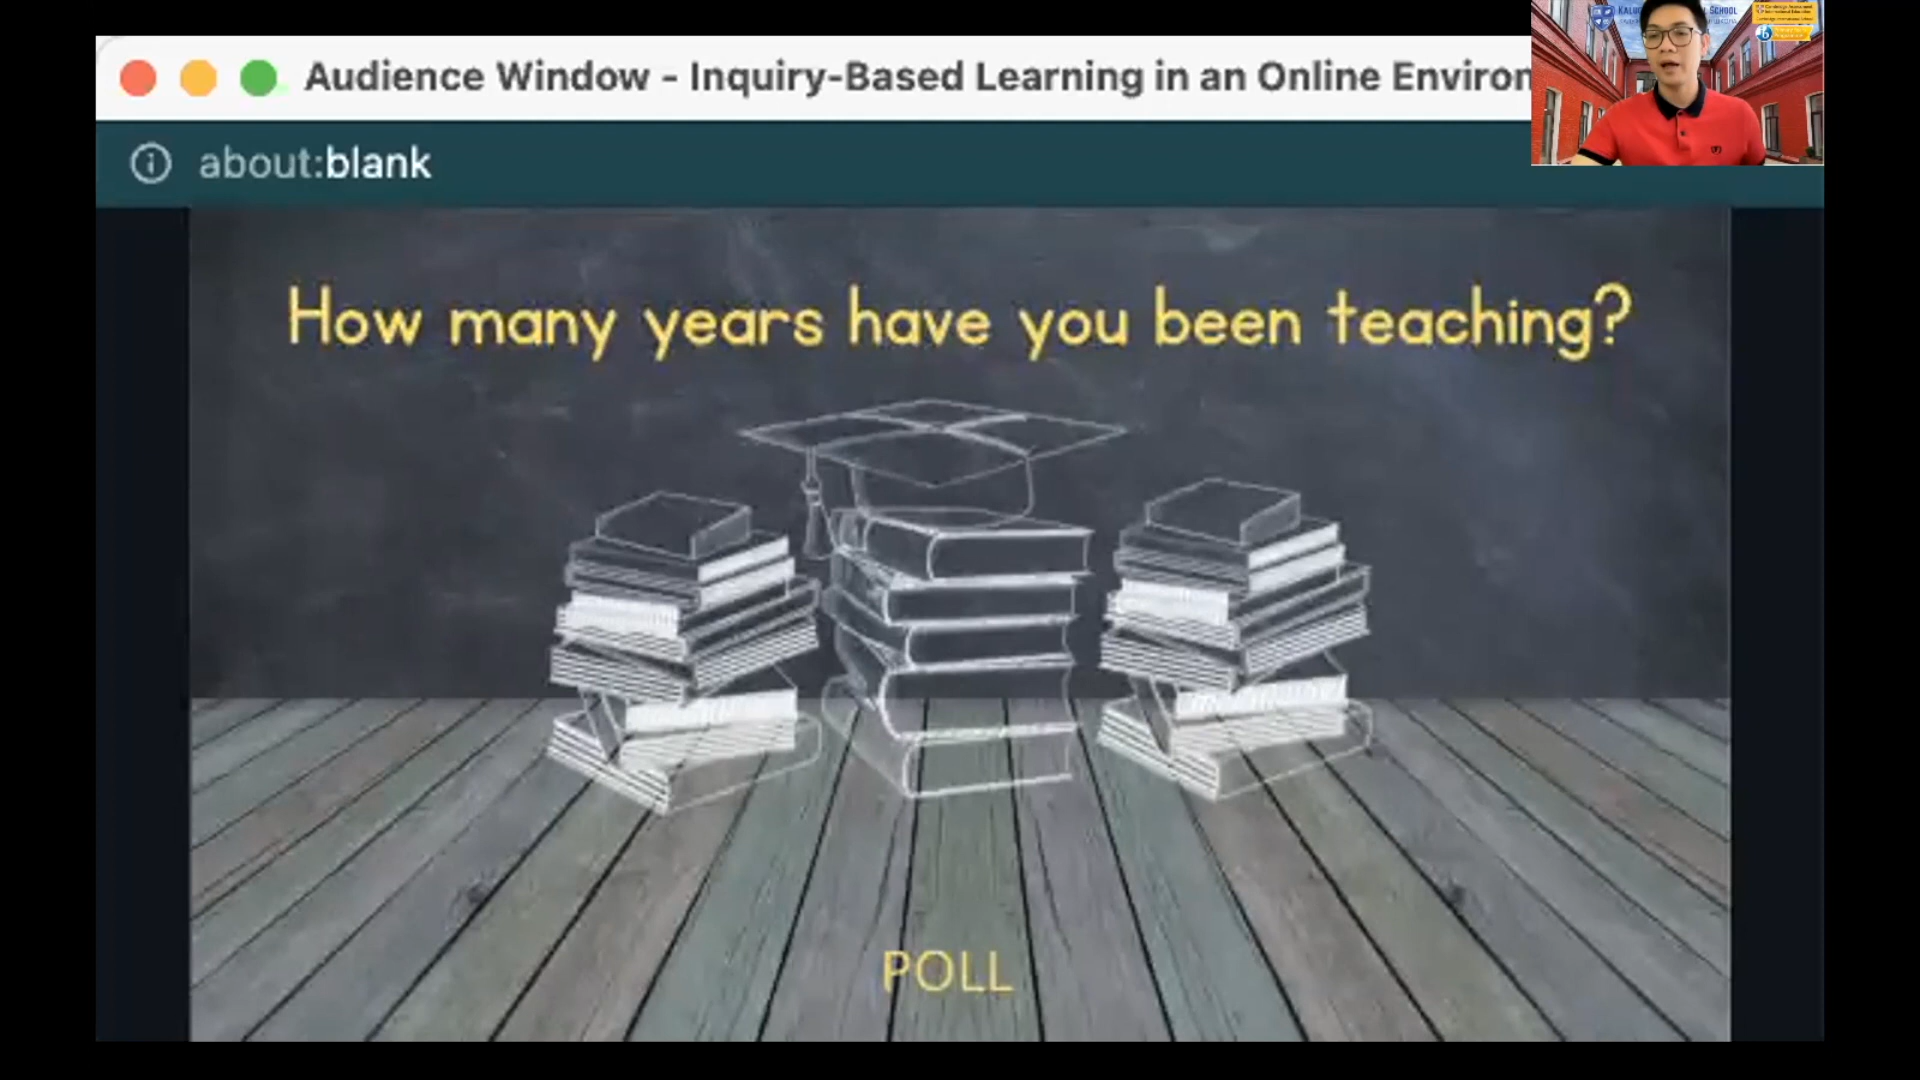 Audience Window - Inquiry-Based Learning in an Online Environ
about:blank
How many years have you been teaching?
POLL